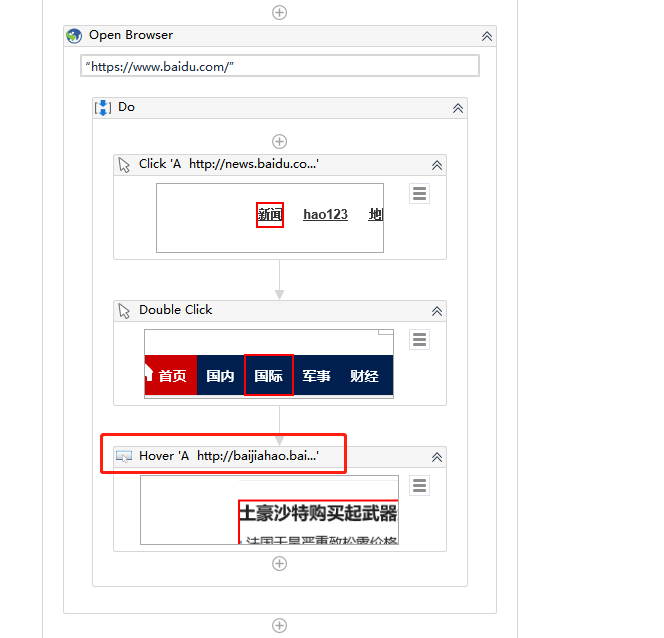 Open Browser
"https://www.baidu.com/"
Do
Click 'A http://news.baidu.co...'
新闻 hao123 地
Double Click
首页 国内 国际 军事 财经
Hover 'A http://baijiahao.bai...'
土豪沙特购买起武器